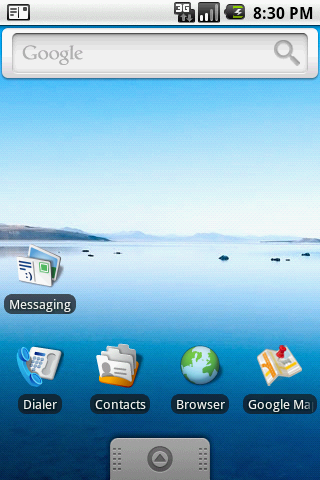 3G
8:30 PM
Google
Messaging
Dialer
Contacts
Browser
Google Ma